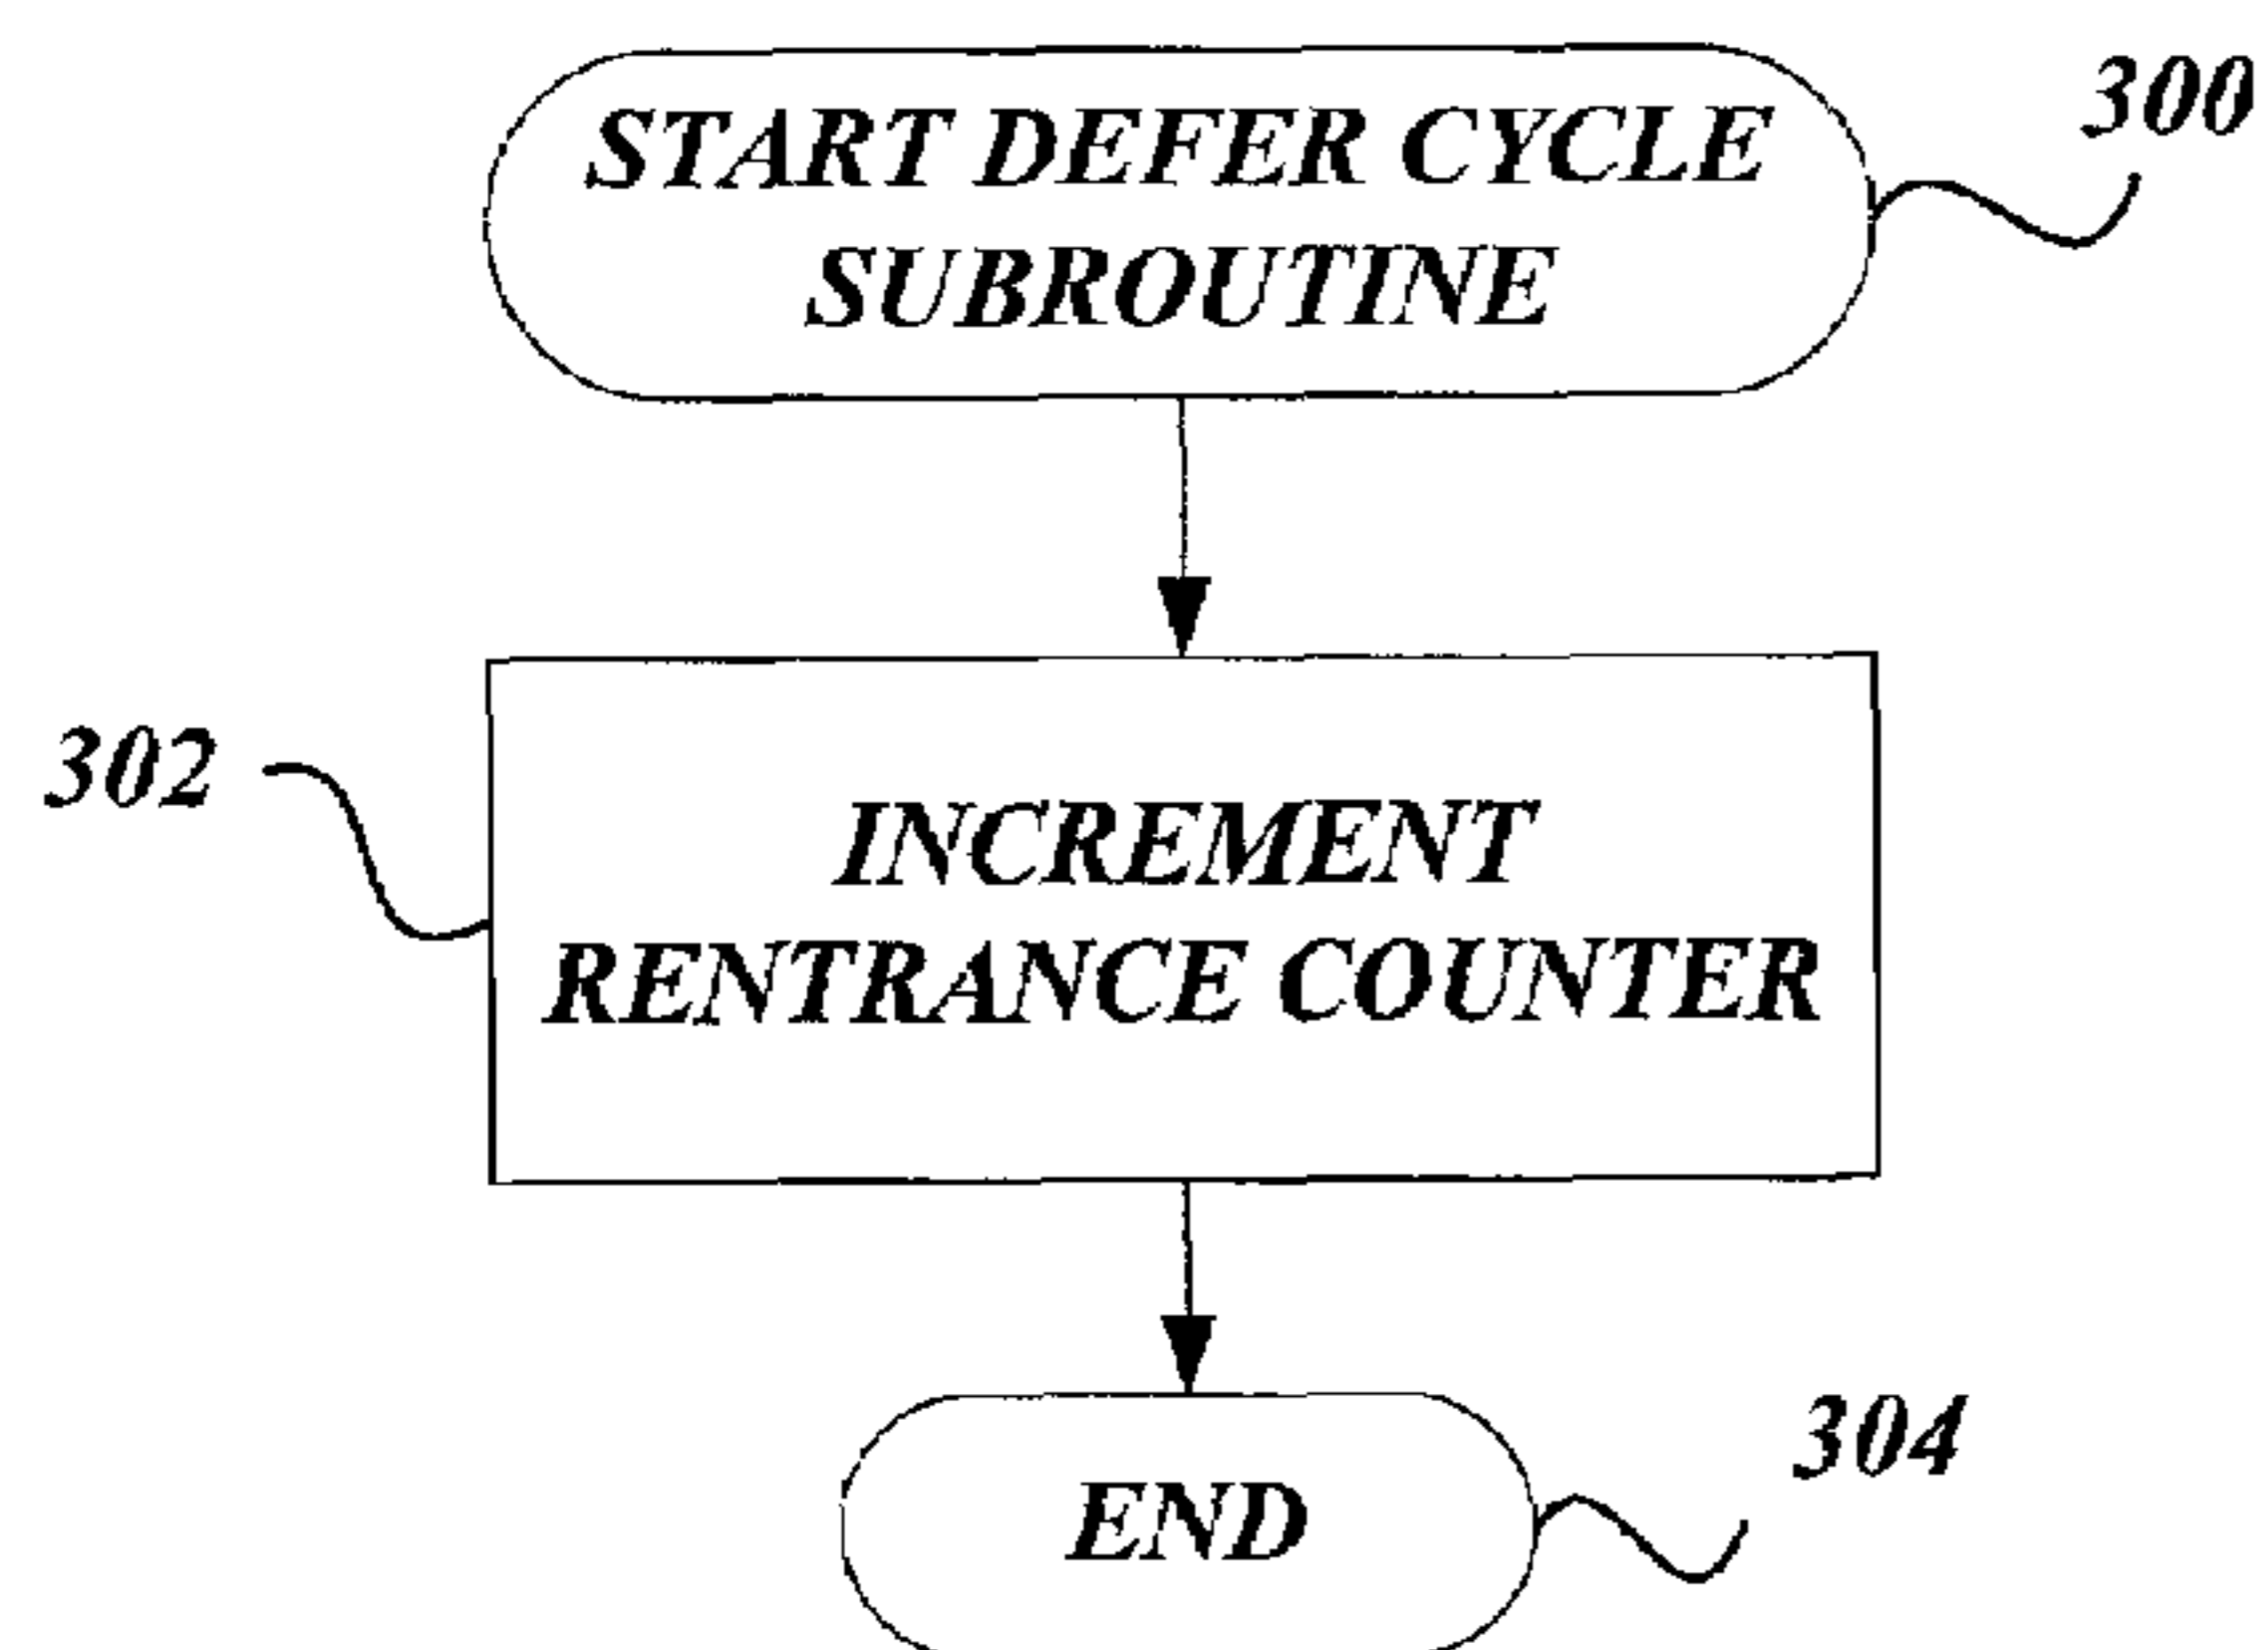 START DEFER CYCLE
SUBROUTINE
300
302
INCREMENT
RENTRANCE COUNTER
END
304